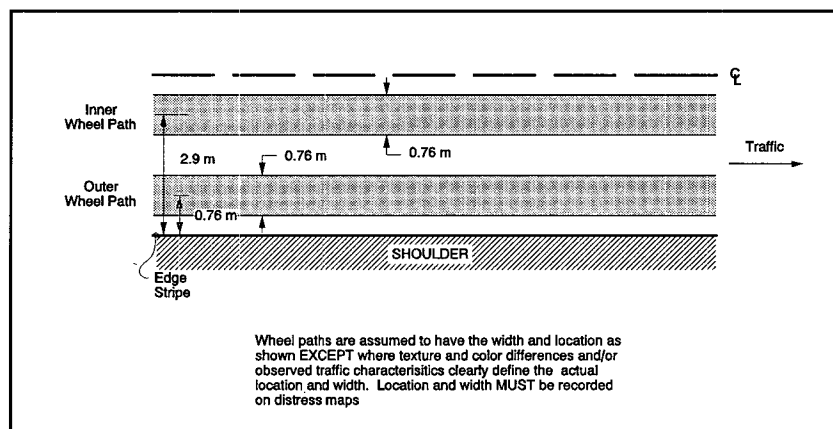 ℄
Inner
Wheel Path
Traffic
2.9 m
0.76 m
0.76 m
Outer
Wheel Path
0.76 m
SHOULDER
Edge
Stripe
Wheel paths are assumed to have the width and location as
shown EXCEPT where texture and color differences and/or
observed traffic characterisitics clearly define the actual
location and width. Location and width MUST be recorded
on distress maps